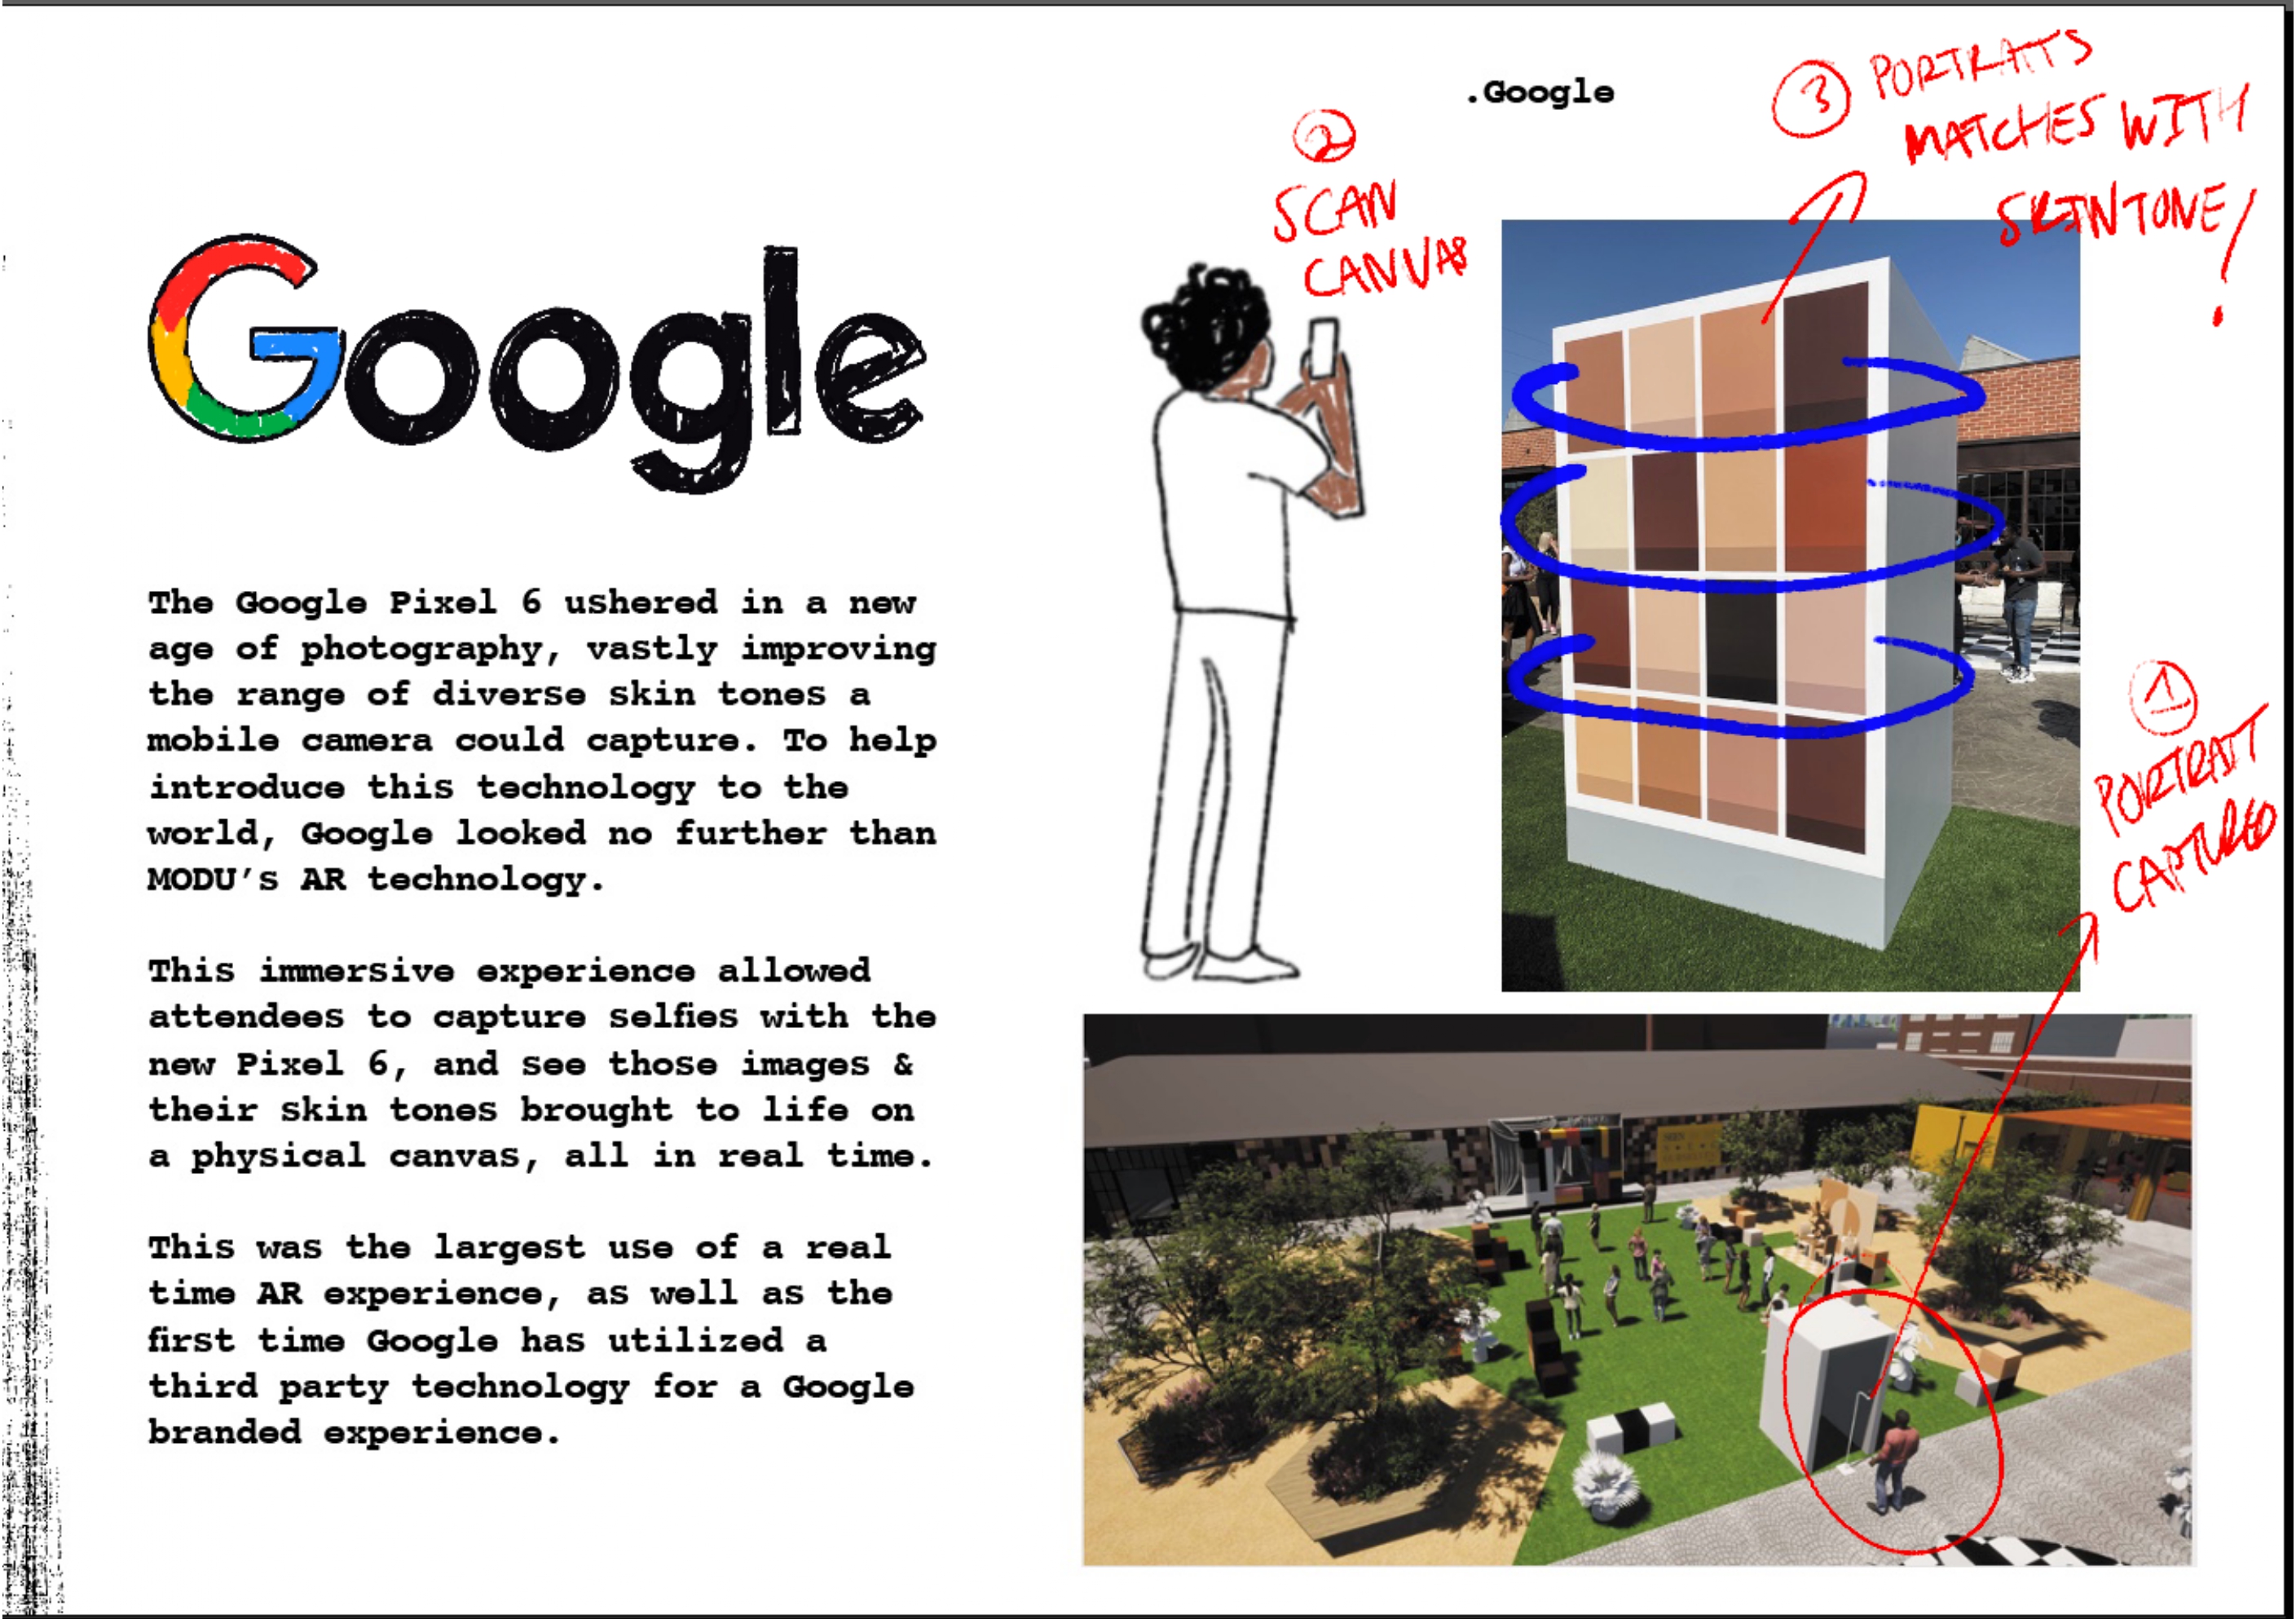 .Google
Google
The Google Pixel 6 ushered in a new
age of photography, vastly improving
the range of diverse skin tones a
mobile camera could capture. To help
introduce this technology to the
world, Google looked no further than
MODU’s AR technology.
This immersive experience allowed
attendees to capture selfies with the
new Pixel 6, and see those images &
their skin tones brought to life on
a physical canvas, all in real time.
This was the largest use of a real
time AR experience, as well as the
first time Google has utilized a
third party technology for a Google
branded experience.
2
SCAN
CANVAS
3 PORTRAITS
MATCHES WITH
SKINTONE!
1
PORTRAIT
CAPTURED